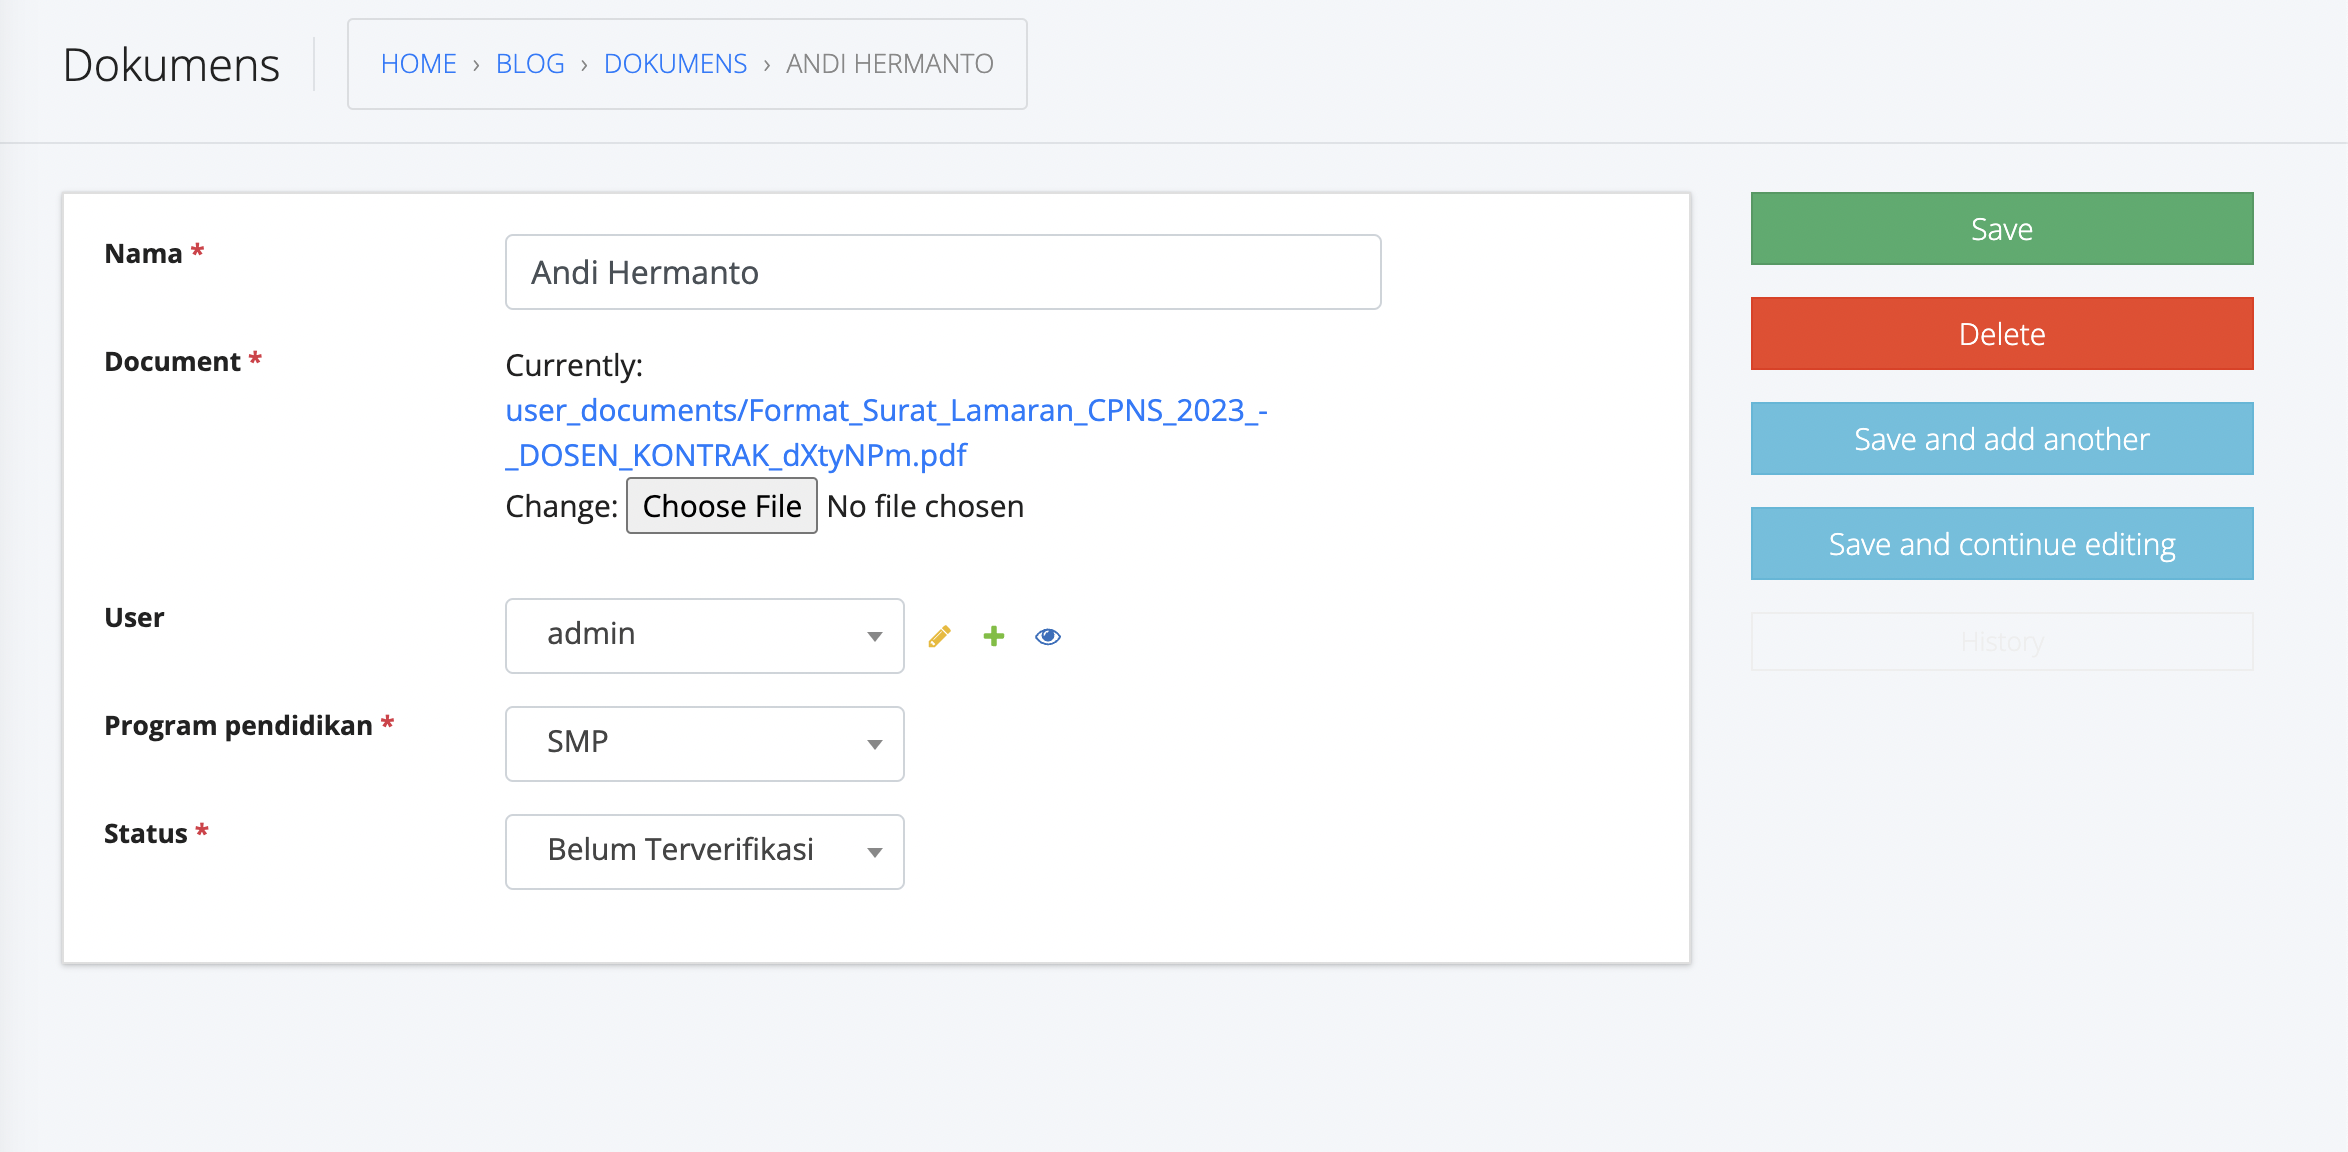 Dokumens
HOME › BLOG › DOKUMENS › ANDI HERMANTO
Nama *
Andi Hermanto
Document *
Currently:
user_documents/Format_Surat_Lamaran_CPNS_2023_-
_DOSEN_KONTRAK_dXtyNPm.pdf
Change: Choose File No file chosen
User
admin
Program pendidikan *
SMP
Status *
Belum Terverifikasi
Save
Delete
Save and add another
Save and continue editing
History